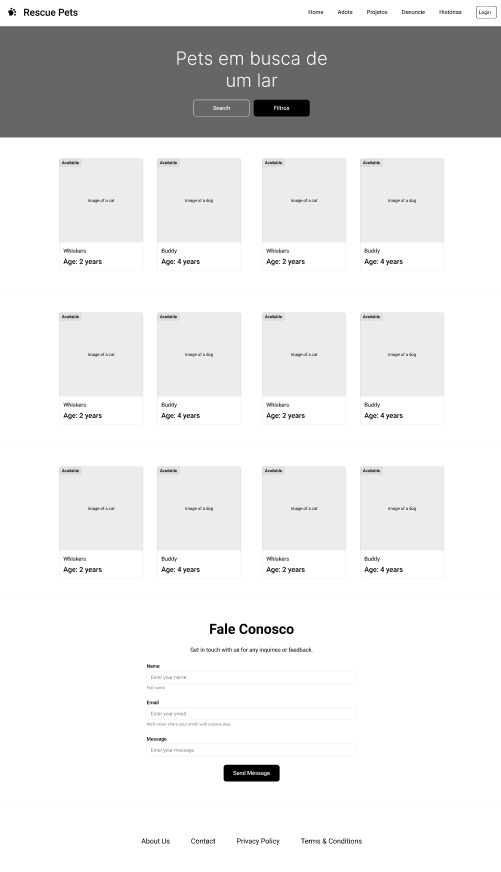 Rescue Pets
Home Adote Projetos Denuncie Histórias Login
Pets em busca de
um lar
Search Filtros
Available Available Available Available
Image of a cat Image of a dog Image of a cat Image of a dog
Whiskers Buddy Whiskers Buddy
Age: 2 years Age: 4 years Age: 2 years Age: 4 years
Available Available Available Available
Image of a cat Image of a dog Image of a cat Image of a dog
Whiskers Buddy Whiskers Buddy
Age: 2 years Age: 4 years Age: 2 years Age: 4 years
Available Available Available Available
Image of a cat Image of a dog Image of a cat Image of a dog
Whiskers Buddy Whiskers Buddy
Age: 2 years Age: 4 years Age: 2 years Age: 4 years
Fale Conosco
Get in touch with us for any inquiries or feedback.
Name
Enter your name
Full name
Email
Enter your email
We'll never share your email with anyone else.
Message
Enter your message
Send Message
About Us Contact Privacy Policy Terms & Conditions